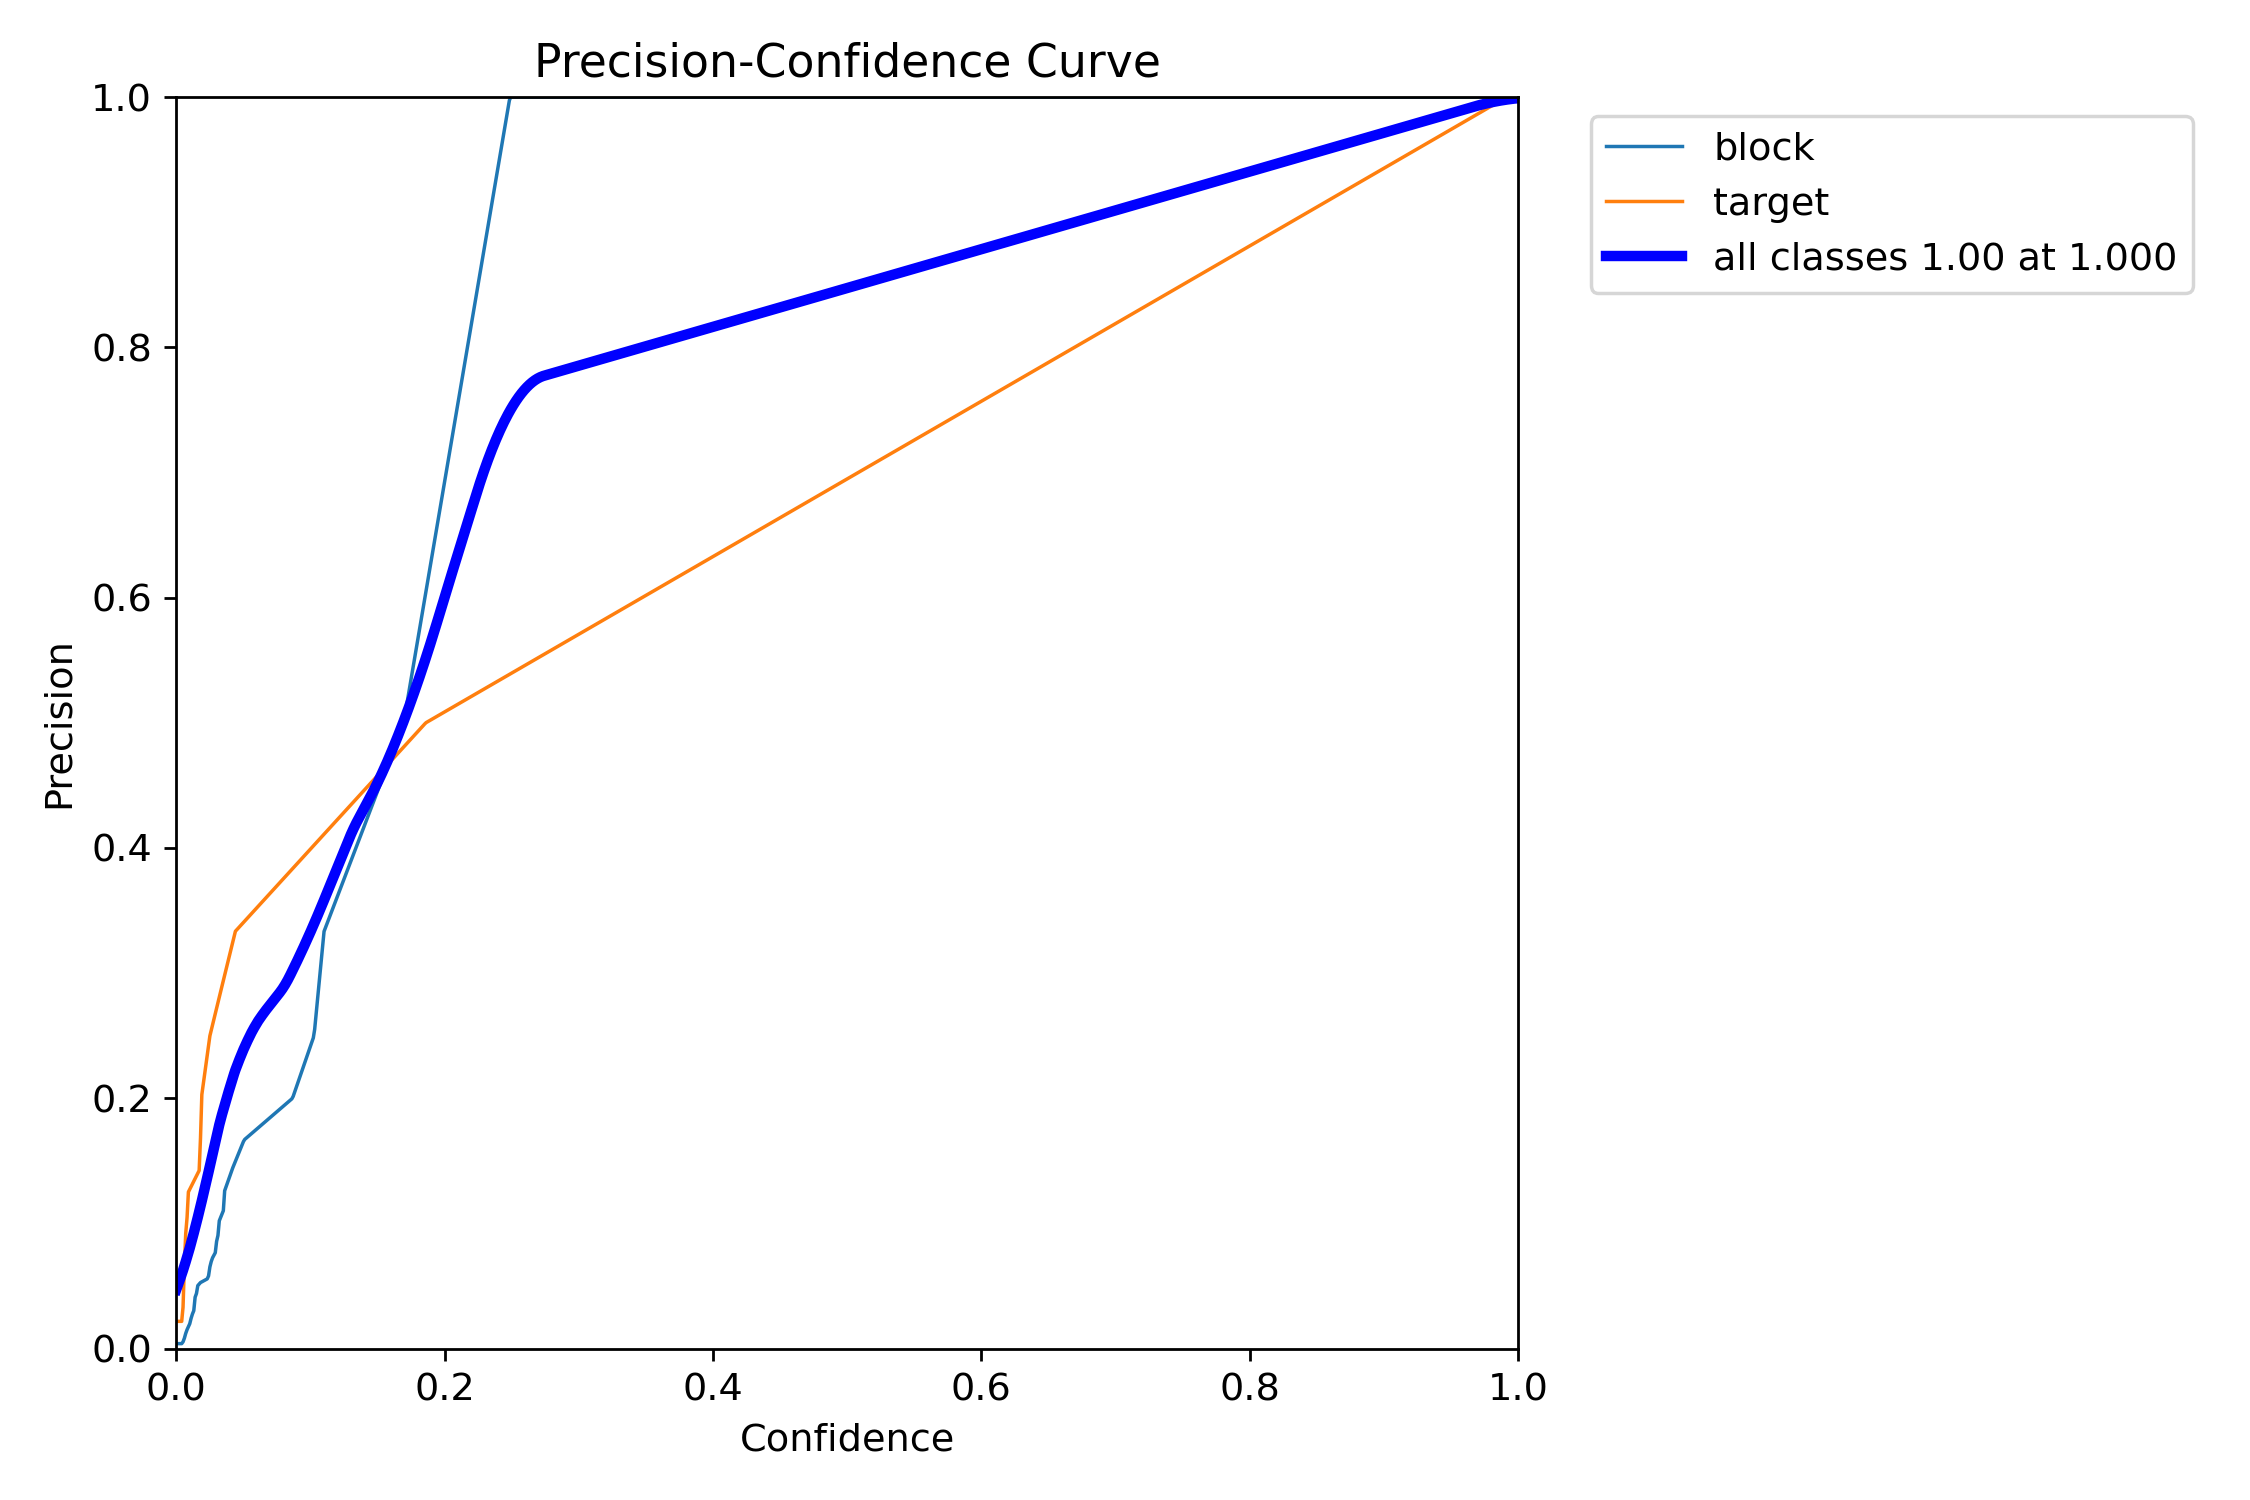 Precision-Confidence Curve
1.0
0.8
0.6
0.4
0.2
0.0
Precision
0.0 0.2 0.4 0.6 0.8 1.0
Confidence
block
target
all classes 1.00 at 1.000